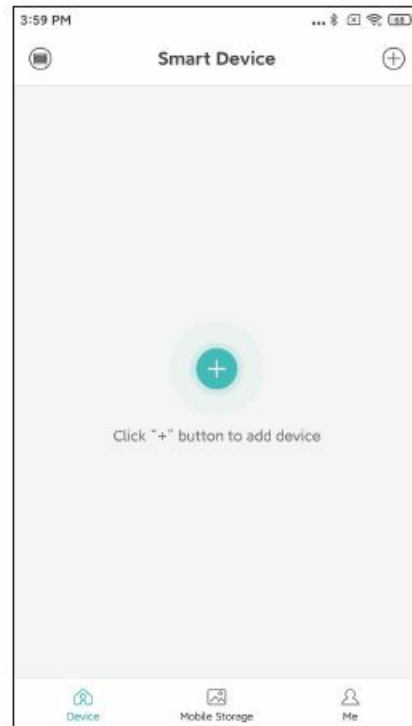 3:59 PM
Smart Device
Click "+" button to add device
Device
Mobile Storage
Me